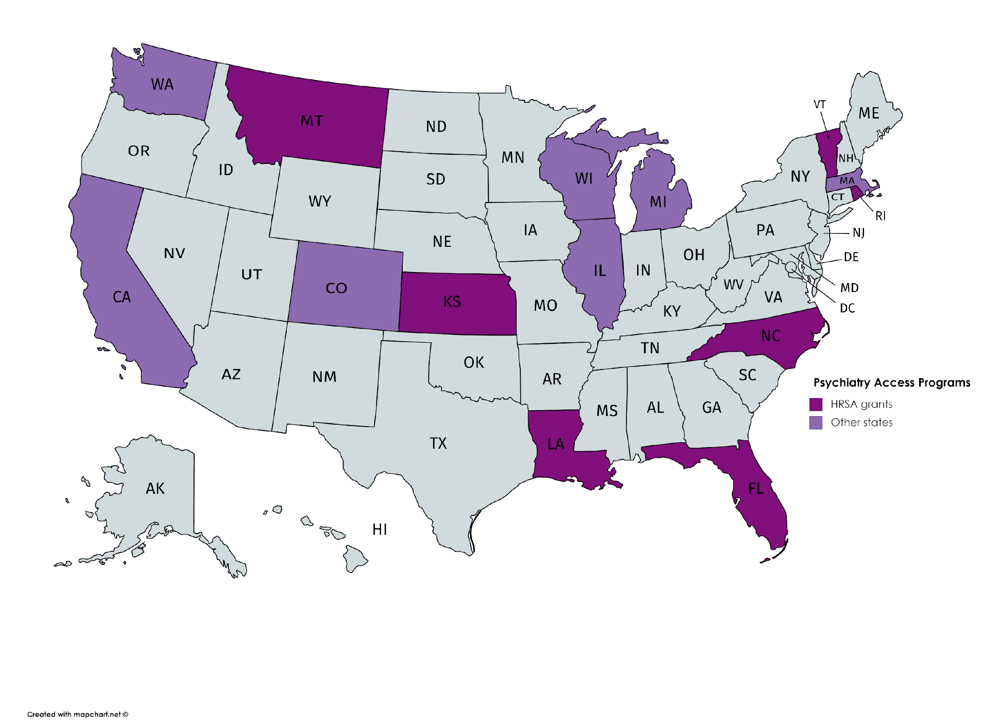 WA
MT
ND
MN
VT
ME
OR
ID
SD
WI
MI
NH
NY
MA
CT
RI
WY
IA
PA
NJ
NE
OH
DE
NV
UT
CO
KS
IL
IN
WV
MD
CA
MO
KY
VA
DC
NC
TN
OK
AZ
NM
AR
SC
MS
AL
GA
TX
LA
FL
AK
HI
Psychiatry Access Programs
HRSA grants
Other states
Created with mapchart.net ©